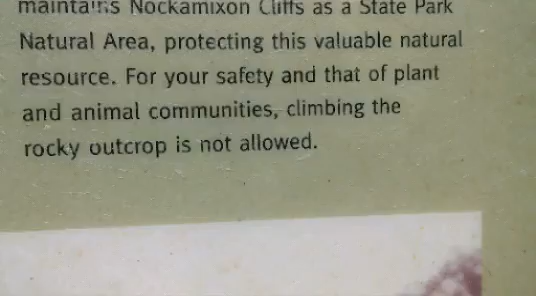 maintains Nockamixon Cliffs as a State Park
Natural Area, protecting this valuable natural
resource. For your safety and that of plant
and animal communities, climbing the
rocky outcrop is not allowed.